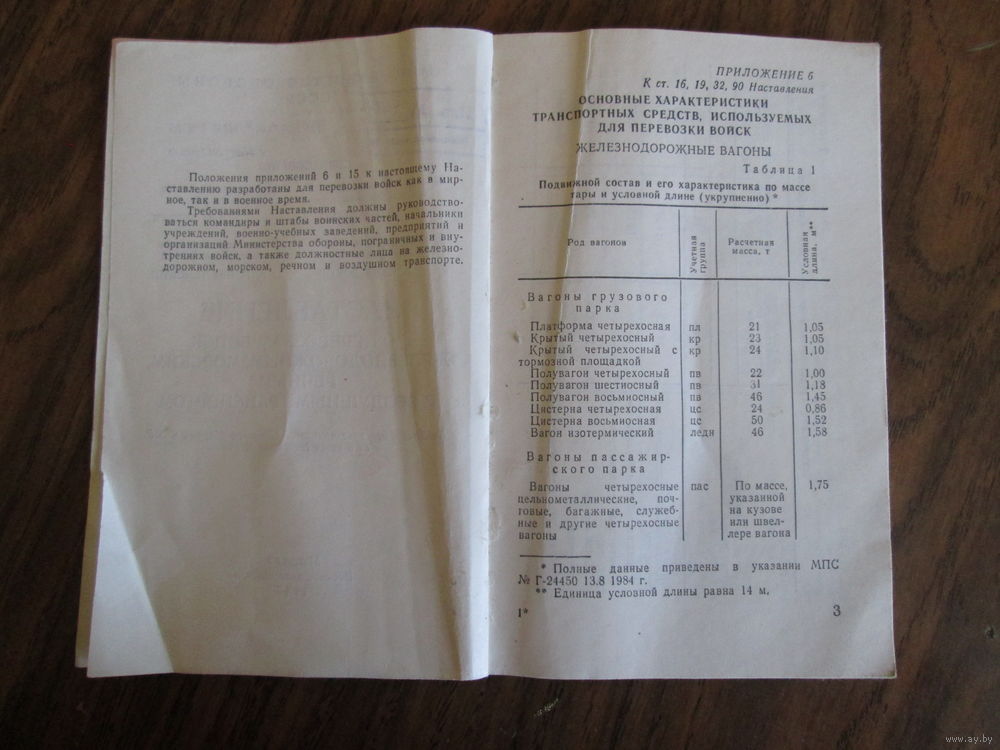 Положения приложений 6 и 15 к настоящему На-
ставлению разработаны для перевозки войск как в мир-
ное, так и в военное время.
Требованиями Наставления должны руководство-
ваться командиры и штабы воинских частей, начальники
учреждений, военно-учебных заведений, предприятий и
организаций Министерства обороны, пограничных и вну-
тренних войск, а также должностные лица на железно-
дорожном, морском, речном и воздушном транспорте.
ПРИЛОЖЕНИЕ 6
К ст. 16, 19, 32, 90 Наставления
ОСНОВНЫЕ ХАРАКТЕРИСТИКИ
ТРАНСПОРТНЫХ СРЕДСТВ, ИСПОЛЬЗУЕМЫХ
ДЛЯ ПЕРЕВОЗКИ ВОЙСК
ЖЕЛЕЗНОДОРОЖНЫЕ ВАГОНЫ
Таблица 1
Подвижной состав и его характеристика по массе
тары и условной длине (укрупненно) *
Род вагонов | Учетная группа | Расчетная масса, т | Условная длина, м**
Вагоны грузового
парка
Платформа четырехосная пл 21 1,05
Крытый четырехосный кр 23 1,05
Крытый четырехосный с кр 24 1,10
тормозной площадкой
Полувагон четырехосный пв 22 1,00
Полувагон шестиосный пв 31 1,18
Полувагон восьмиосный пв 46 1,45
Цистерна четырехосная цс 24 0,86
Цистерна восьмиосная цс 50 1,52
Вагон изотермический ледн 46 1,58
Вагоны пассажир-
ского парка
Вагоны четырехосные пас По массе, 1,75
цельнометаллические, поч- указанной
товые, багажные, служеб- на кузове
ные и другие четырехосные или швел-
вагоны лере вагона
* Полные данные приведены в указании МПС
№ Г-24450 13.8 1984 г.
** Единица условной длины равна 14 м.
1* 3
www.ay.by